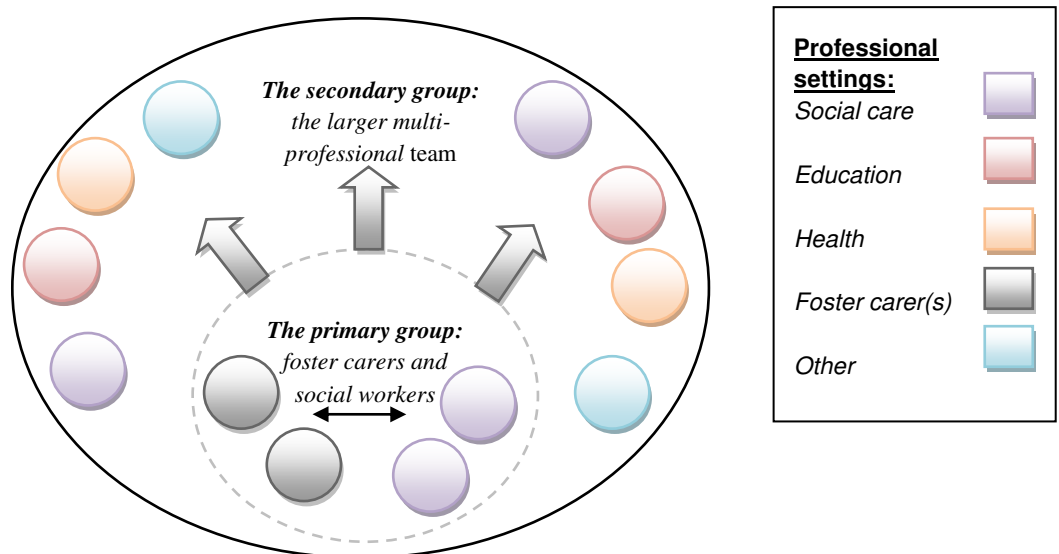 The secondary group:
the larger multi-
professional team
The primary group:
foster carers and
social workers
Professional
settings:
Social care
Education
Health
Foster carer(s)
Other